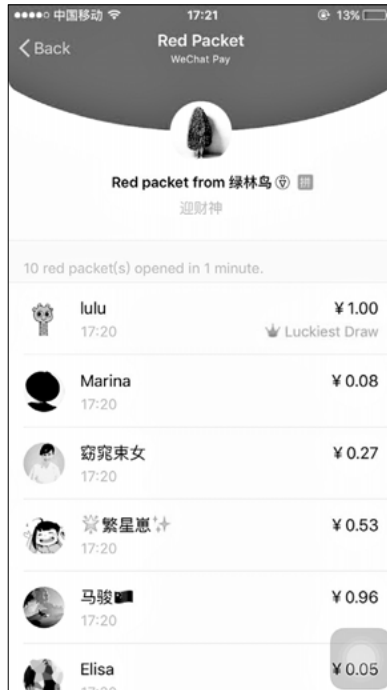 中国移动 17:21 13%
Back Red Packet
WeChat Pay
Red packet from 绿林鸟 拼
迎财神
10 red packet(s) opened in 1 minute.
lulu ¥1.00
17:20 Luckiest Draw
Marina ¥0.08
17:20
窈窕束女 ¥0.27
17:20
繁星崽 ¥0.53
17:20
马骏 ¥0.96
17:20
Elisa ¥0.05
17:20